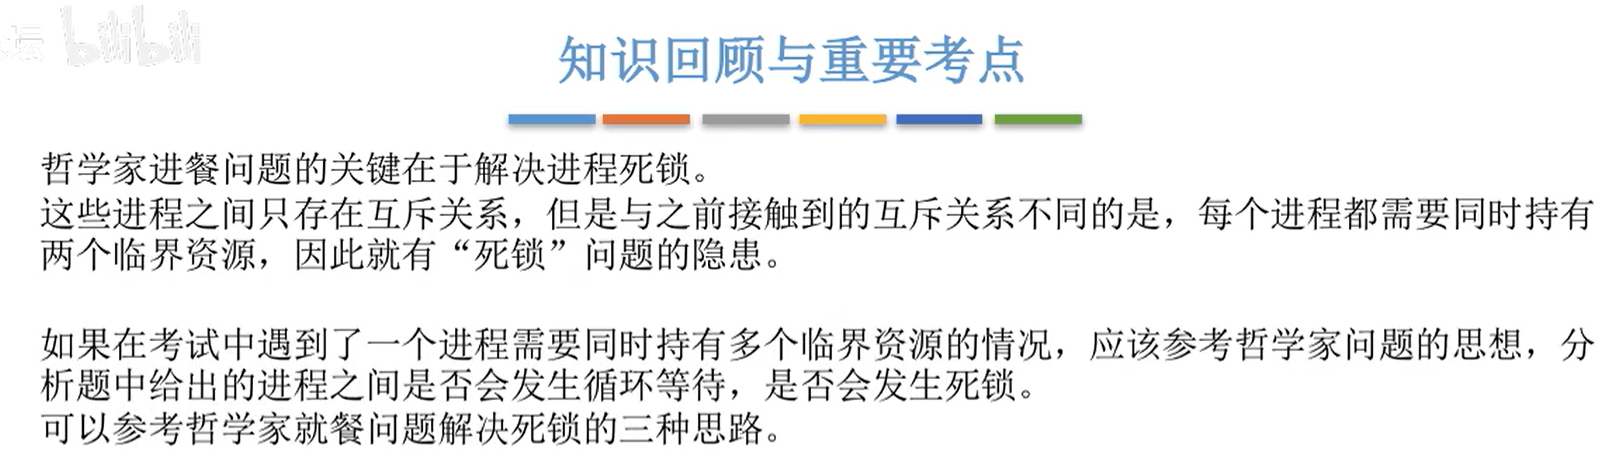 坛 bilibili
知识回顾与重要考点
哲学家进餐问题的关键在于解决进程死锁。
这些进程之间只存在互斥关系，但是与之前接触到的互斥关系不同的是，每个进程都需要同时持有
两个临界资源，因此就有“死锁”问题的隐患。
如果在考试中遇到了一个进程需要同时持有多个临界资源的情况，应该参考哲学家问题的思想，分
析题中给出的进程之间是否会发生循环等待，是否会发生死锁。
可以参考哲学家就餐问题解决死锁的三种思路。